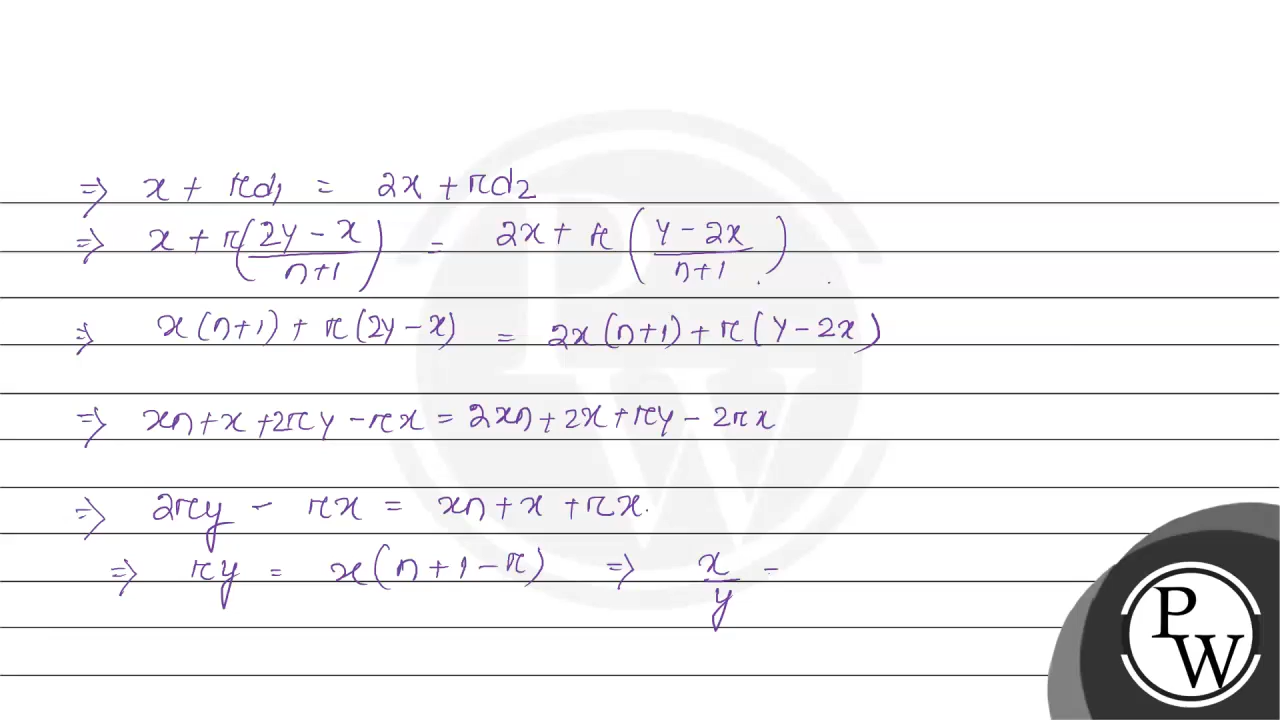 ⇒ x + rd₁ = 2x + rd₂
⇒ x + r((2y - x)/(n+1)) = 2x + r((y - 2x)/(n+1))
⇒ x(n+1) + r(2y - x) = 2x(n+1) + r(y - 2x)
⇒ xn + x + 2ry - rx = 2xn + 2x + ry - 2rx
⇒ 2ry - rx = xn + x + rx.
⇒ ry = x(n + 1 - r) ⇒ x/y =
PW
PW